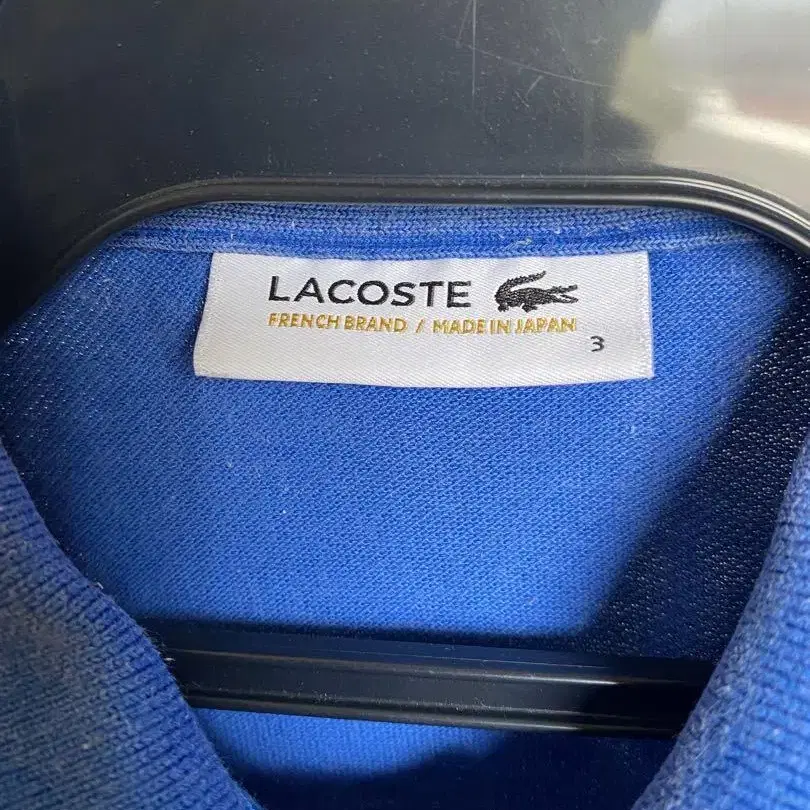 LACOSTE
FRENCH BRAND / MADE IN JAPAN
3